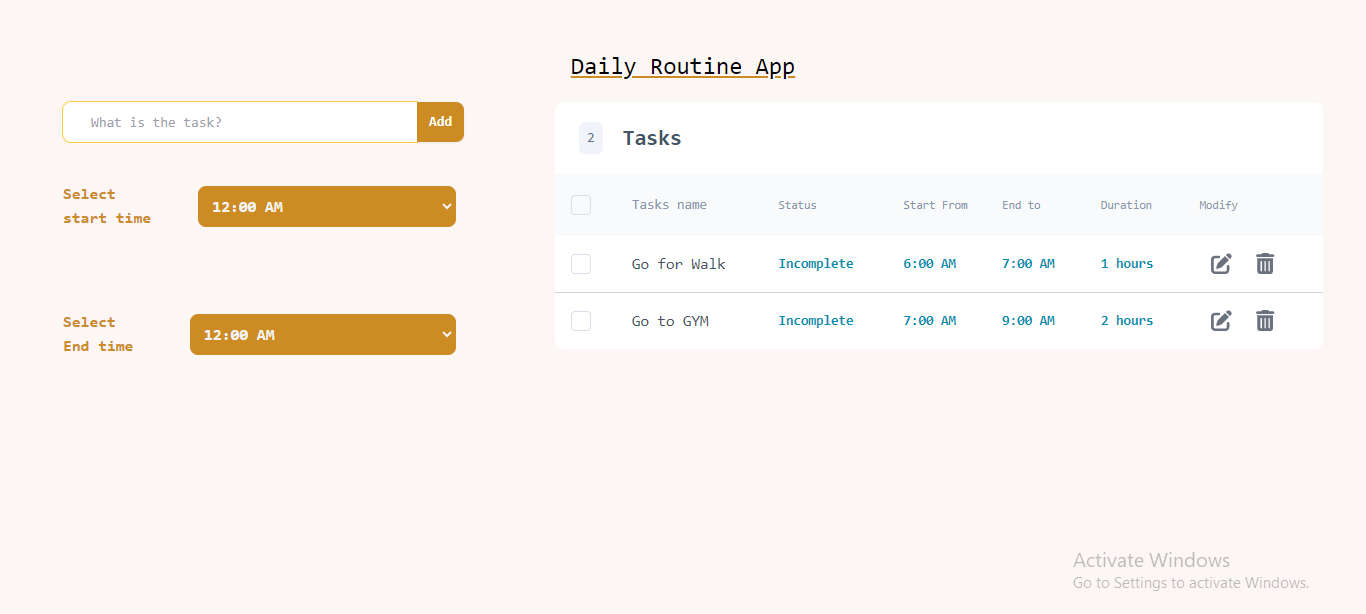 Daily Routine App
What is the task? Add
Select
start time
12:00 AM
Select
End time
12:00 AM
2 Tasks
Tasks name Status Start From End to Duration Modify
Go for Walk Incomplete 6:00 AM 7:00 AM 1 hours
Go to GYM Incomplete 7:00 AM 9:00 AM 2 hours
Activate Windows
Go to Settings to activate Windows.